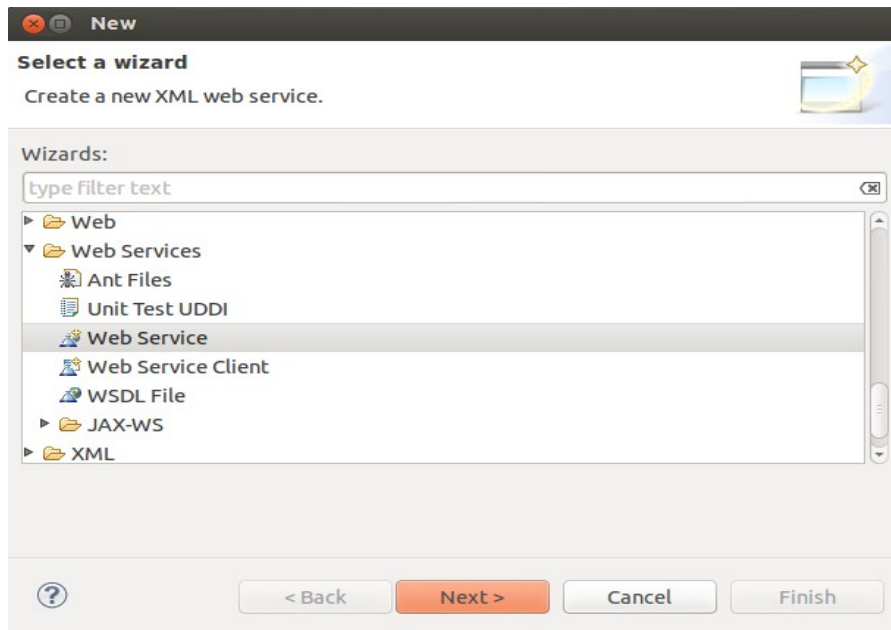 New
Select a wizard
Create a new XML web service.
Wizards:
type filter text
Web
Web Services
Ant Files
Unit Test UDDI
Web Service
Web Service Client
WSDL File
JAX-WS
XML
?
< Back
Next >
Cancel
Finish